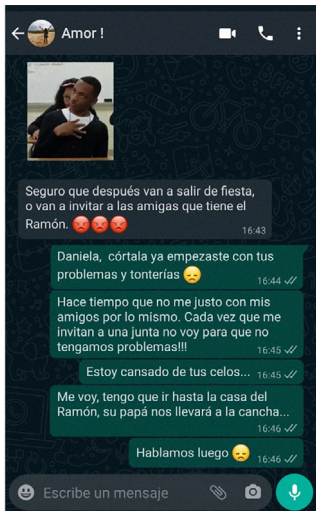 Amor !
Seguro que después van a salir de fiesta,
o van a invitar a las amigas que tiene el
Ramón. 😡😡😡
16:43
Daniela,  córtala ya empezaste con tus
problemas y tonterías 😞
16:44
Hace tiempo que no me justo con mis
amigos por lo mismo. Cada vez que me
invitan a una junta no voy para que no
tengamos problemas!!!
16:45
Estoy cansado de tus celos...
16:45
Me voy, tengo que ir hasta la casa del
Ramón, su papá nos llevará a la cancha...
16:46
Hablamos luego 😞
16:46
Escribe un mensaje